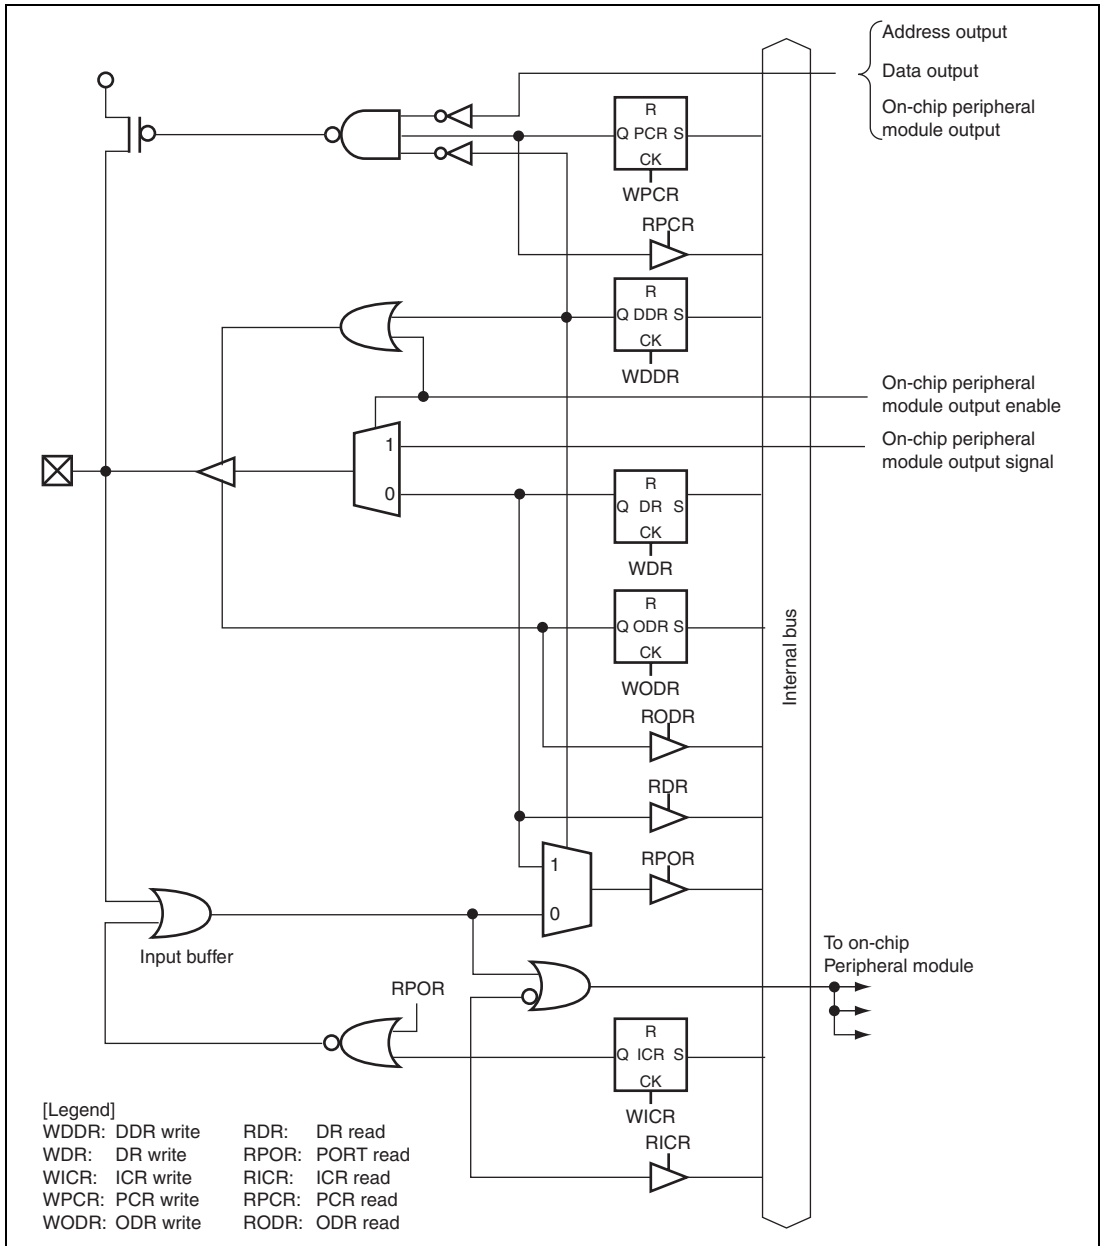 Address output
Data output
On-chip peripheral
module output
R
Q PCR S
CK
WPCR
RPCR
R
Q DDR S
CK
WDDR
On-chip peripheral
module output enable
On-chip peripheral
module output signal
1
0
R
Q DR S
CK
WDR
R
Q ODR S
CK
WODR
Internal bus
RODR
RDR
RPOR
1
0
Input buffer
To on-chip
Peripheral module
RPOR
R
Q ICR S
CK
WICR
RICR
[Legend]
WDDR: DDR write RDR: DR read
WDR: DR write RPOR: PORT read
WICR: ICR write RICR: ICR read
WPCR: PCR write RPCR: PCR read
WODR: ODR write RODR: ODR read